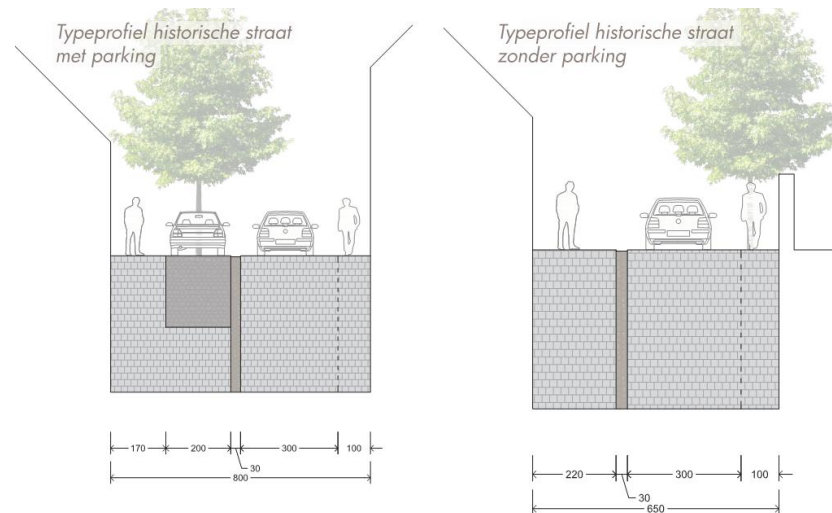 Typeprofiel historische straat
met parking
170
200
300
100
30
800
Typeprofiel historische straat
zonder parking
220
300
100
30
650